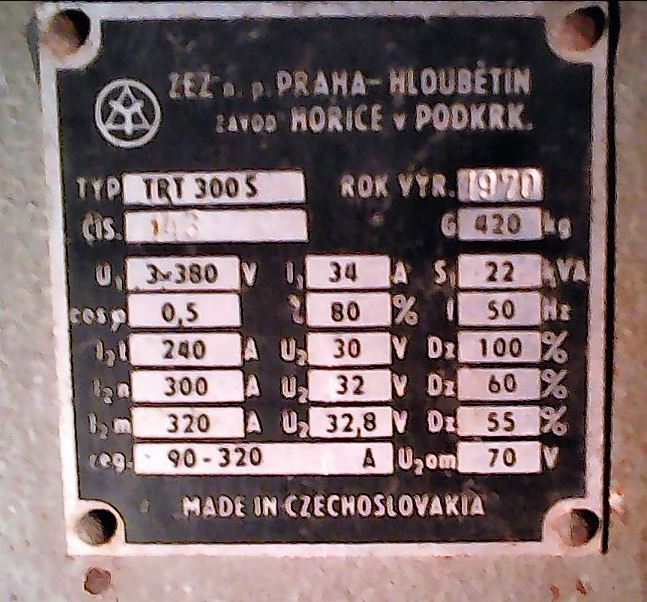 ZEZ n. p. PRAHA-HLOUBĚTÍN
ZÁVOD HOŘICE v PODKRK.
TYP TRT 300 S ROK VÝR. 1970
ČÍS. G 420 kg
U₁ 3~380 V I₁ 34 A S₁ 22 kVA
cosφ 0,5 η 80 % f 50 Hz
I₂t 240 A U₂ 30 V Dz 100 %
I₂n 300 A U₂ 32 V Dz 60 %
I₂m 320 A U₂ 32,8 V Dz 55 %
reg. 90-320 A U₂om 70 V
MADE IN CZECHOSLOVAKIA